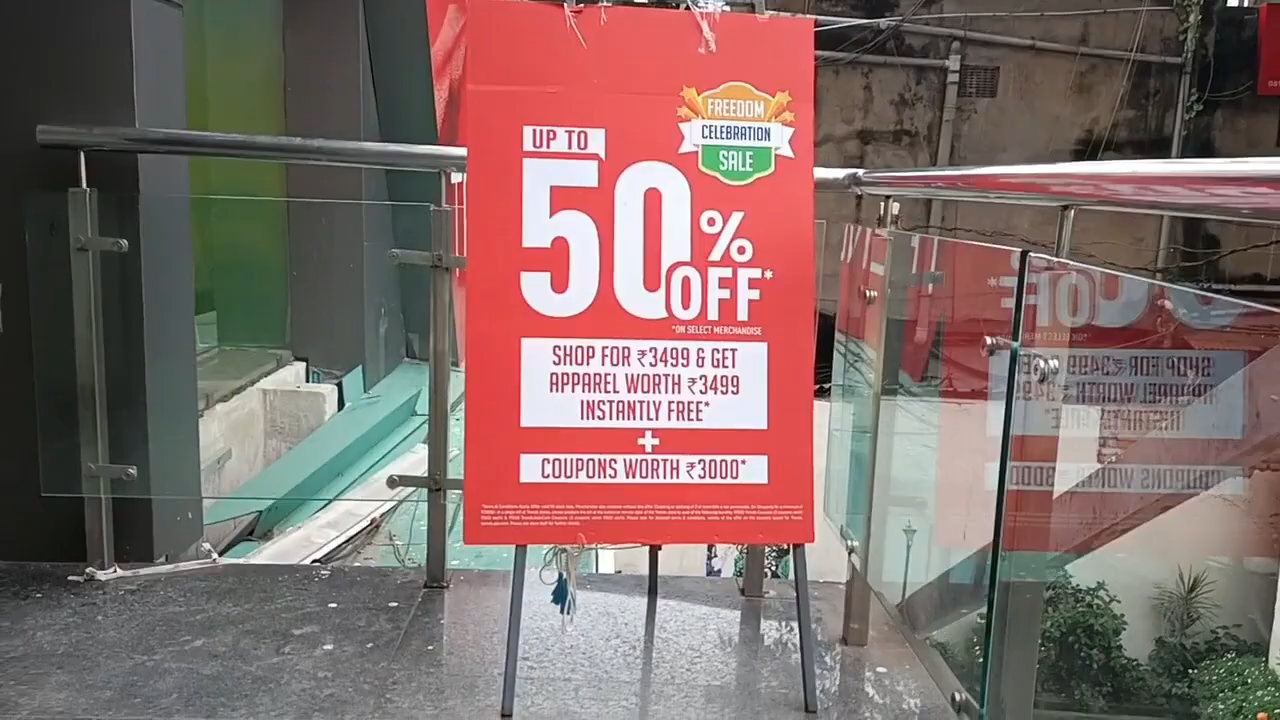 FREEDOM
CELEBRATION
SALE
UP TO
50%
OFF*
*ON SELECT MERCHANDISE
SHOP FOR ₹3499 & GET
APPAREL WORTH ₹3499
INSTANTLY FREE*
+
COUPONS WORTH ₹3000*